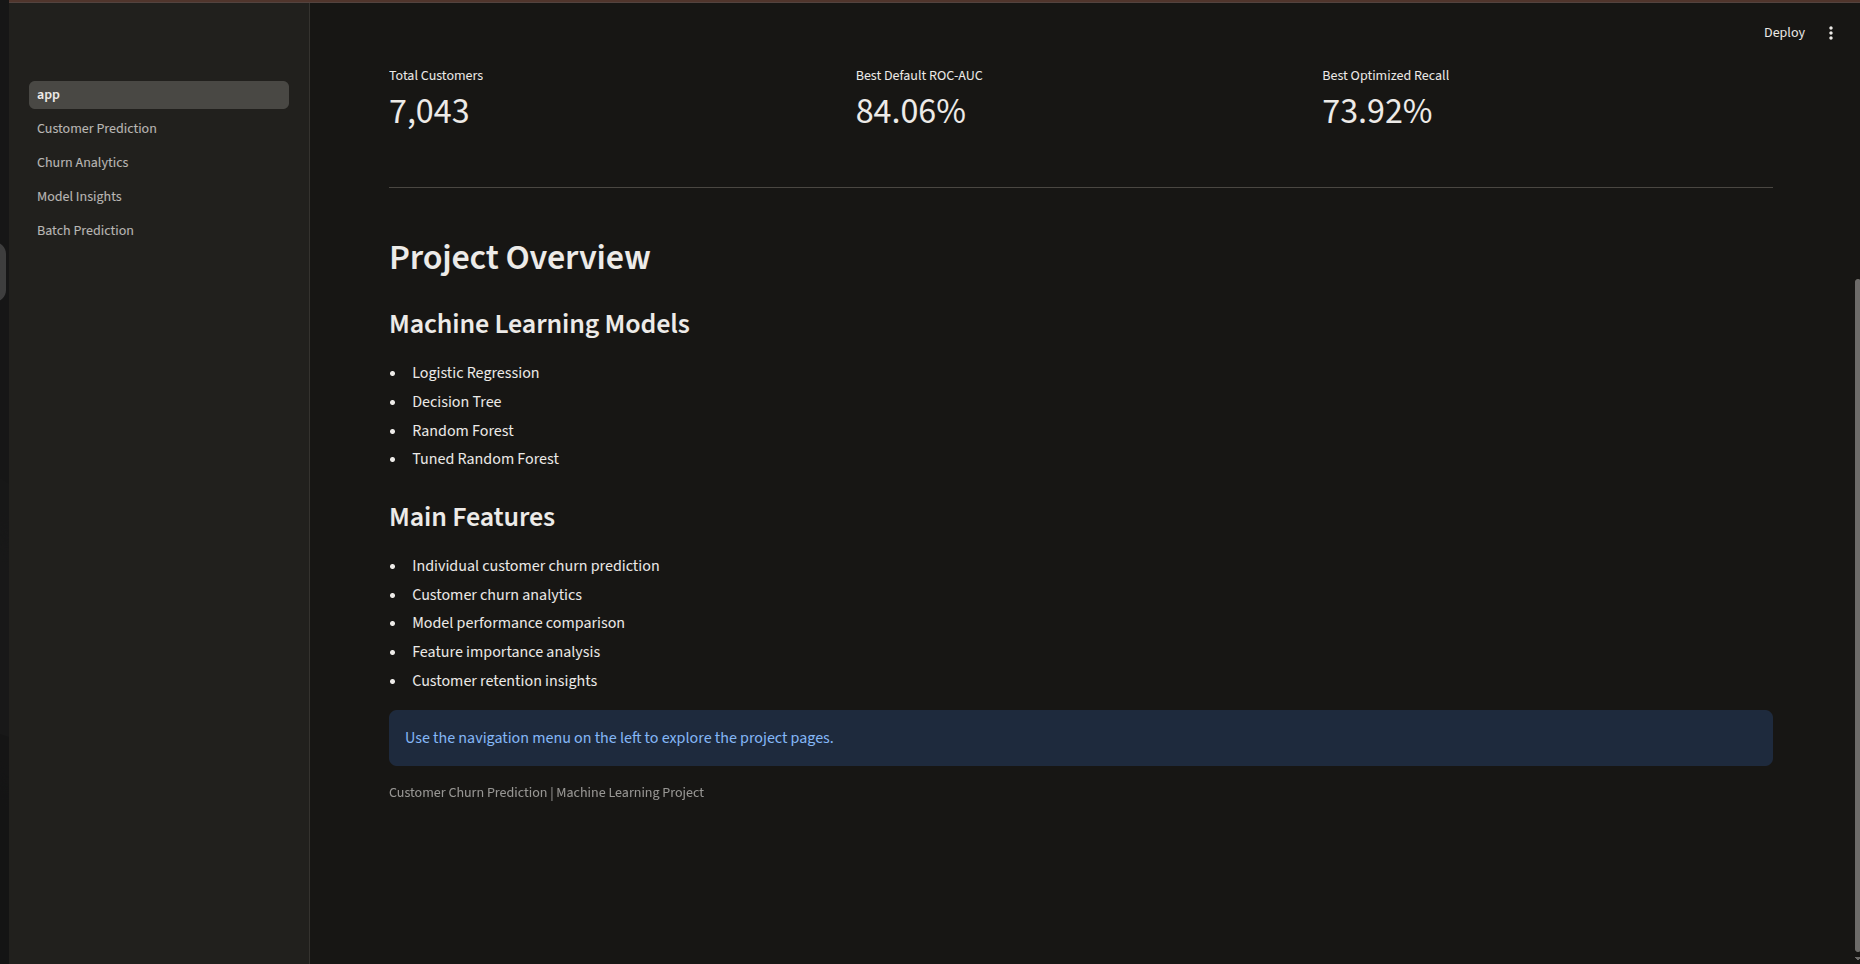 Deploy
app
Customer Prediction
Churn Analytics
Model Insights
Batch Prediction
Total Customers
7,043
Best Default ROC-AUC
84.06%
Best Optimized Recall
73.92%
Project Overview
Machine Learning Models
• Logistic Regression
• Decision Tree
• Random Forest
• Tuned Random Forest
Main Features
• Individual customer churn prediction
• Customer churn analytics
• Model performance comparison
• Feature importance analysis
• Customer retention insights
Use the navigation menu on the left to explore the project pages.
Customer Churn Prediction | Machine Learning Project